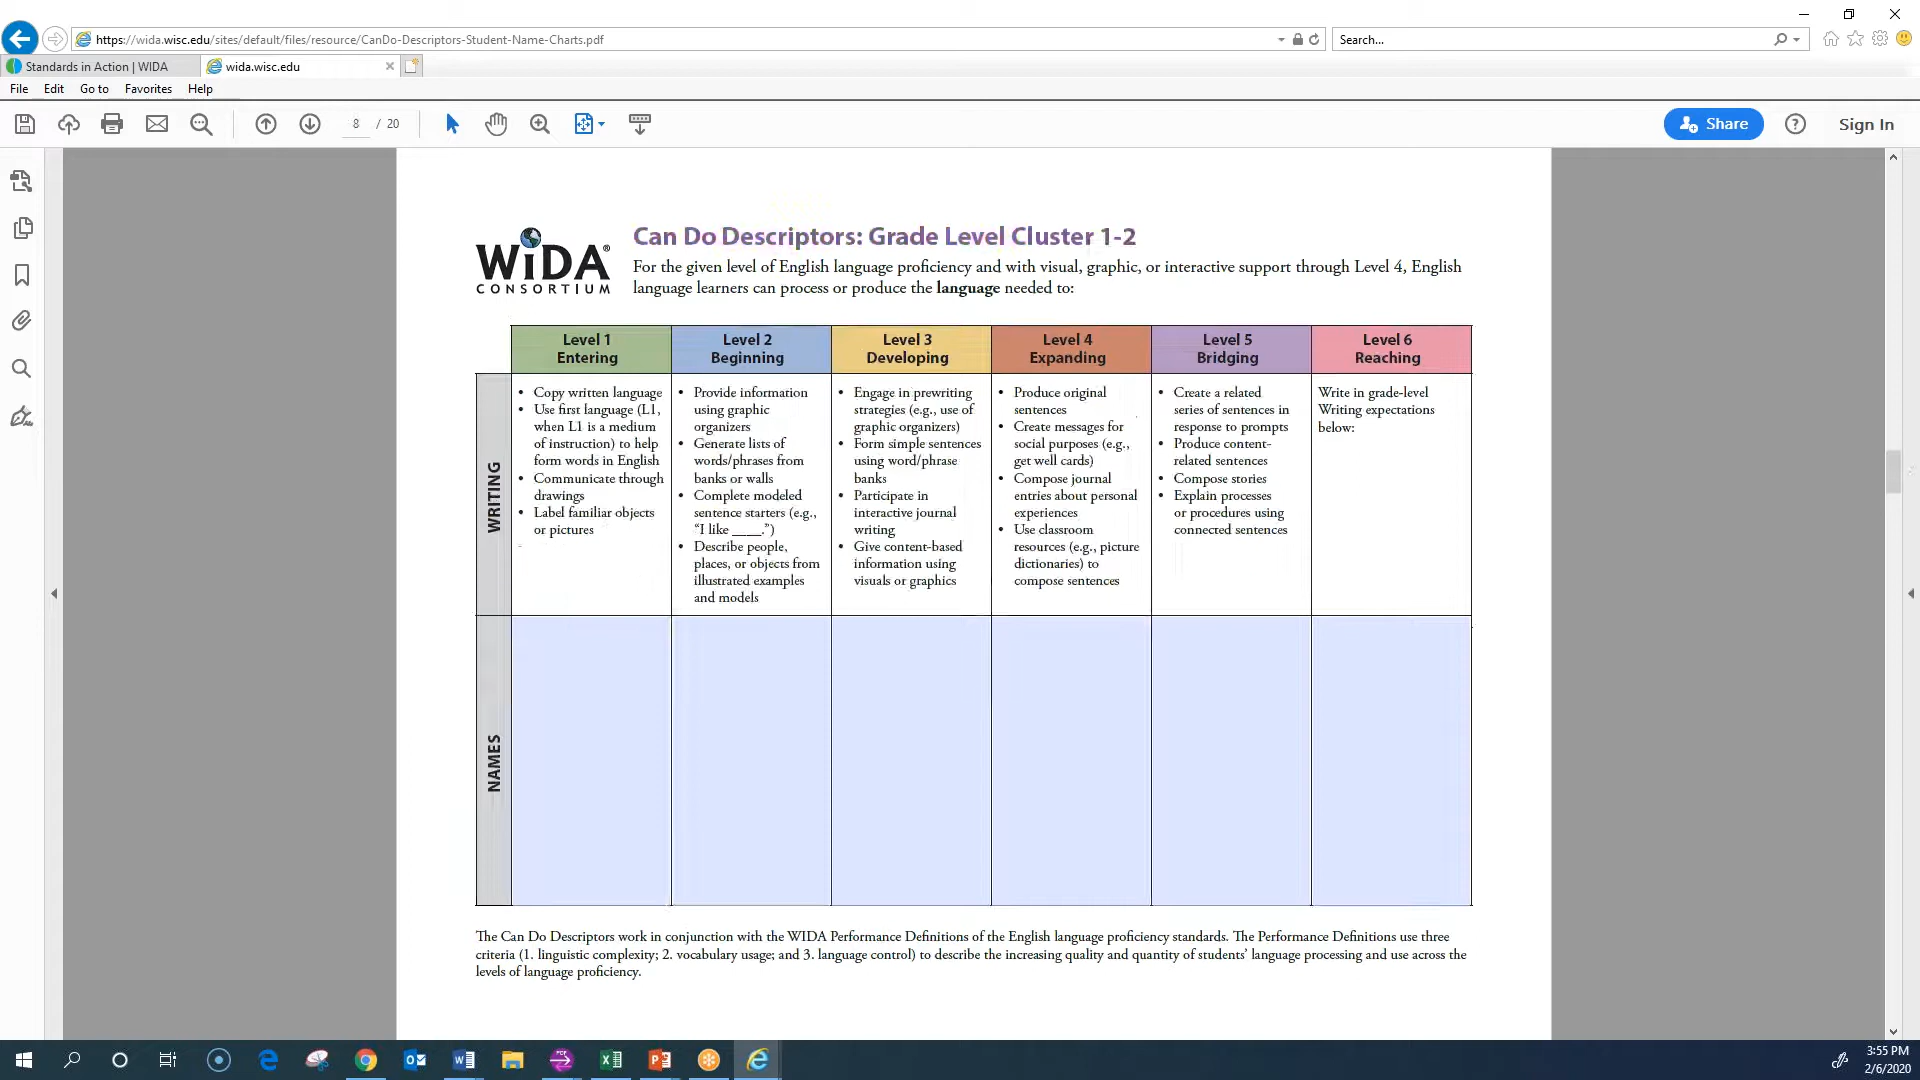 https://wida.wisc.edu/sites/default/files/resource/CanDo-Descriptors-Student-Name-Charts.pdf
Search...
Standards in Action | WIDA
wida.wisc.edu
File Edit Go to Favorites Help
8 / 20
Share
Sign In
WiDA®
CONSORTIUM
Can Do Descriptors: Grade Level Cluster 1-2
For the given level of English language proficiency and with visual, graphic, or interactive support through Level 4, English
language learners can process or produce the language needed to:
Level 1
Entering
Level 2
Beginning
Level 3
Developing
Level 4
Expanding
Level 5
Bridging
Level 6
Reaching
WRITING
• Copy written language
• Use first language (L1,
when L1 is a medium
of instruction) to help
form words in English
• Communicate through
drawings
• Label familiar objects
or pictures
• Provide information
using graphic
organizers
• Generate lists of
words/phrases from
banks or walls
• Complete modeled
sentence starters (e.g.,
“I like ____.”)
• Describe people,
places, or objects from
illustrated examples
and models
• Engage in prewriting
strategies (e.g., use of
graphic organizers)
• Form simple sentences
using word/phrase
banks
• Participate in
interactive journal
writing
• Give content-based
information using
visuals or graphics
• Produce original
sentences
• Create messages for
social purposes (e.g.,
get well cards)
• Compose journal
entries about personal
experiences
• Use classroom
resources (e.g., picture
dictionaries) to
compose sentences
• Create a related
series of sentences in
response to prompts
• Produce content-
related sentences
• Compose stories
• Explain processes
or procedures using
connected sentences
Write in grade-level
Writing expectations
below:
NAMES
The Can Do Descriptors work in conjunction with the WIDA Performance Definitions of the English language proficiency standards. The Performance Definitions use three
criteria (1. linguistic complexity; 2. vocabulary usage; and 3. language control) to describe the increasing quality and quantity of students’ language processing and use across the
levels of language proficiency.
3:55 PM
2/6/2020